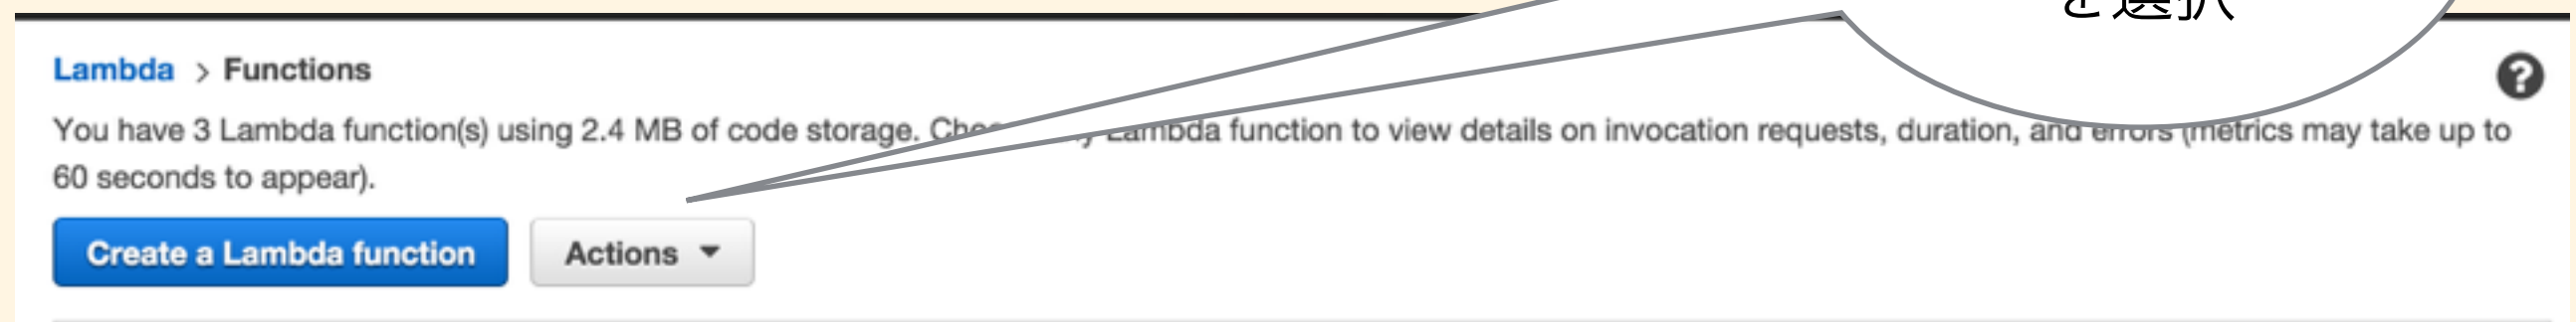 を選択
Lambda > Functions
You have 3 Lambda function(s) using 2.4 MB of code storage. Lambda function to view details on invocation requests, duration, and errors (metrics may take up to
60 seconds to appear).
Create a Lambda function
Actions